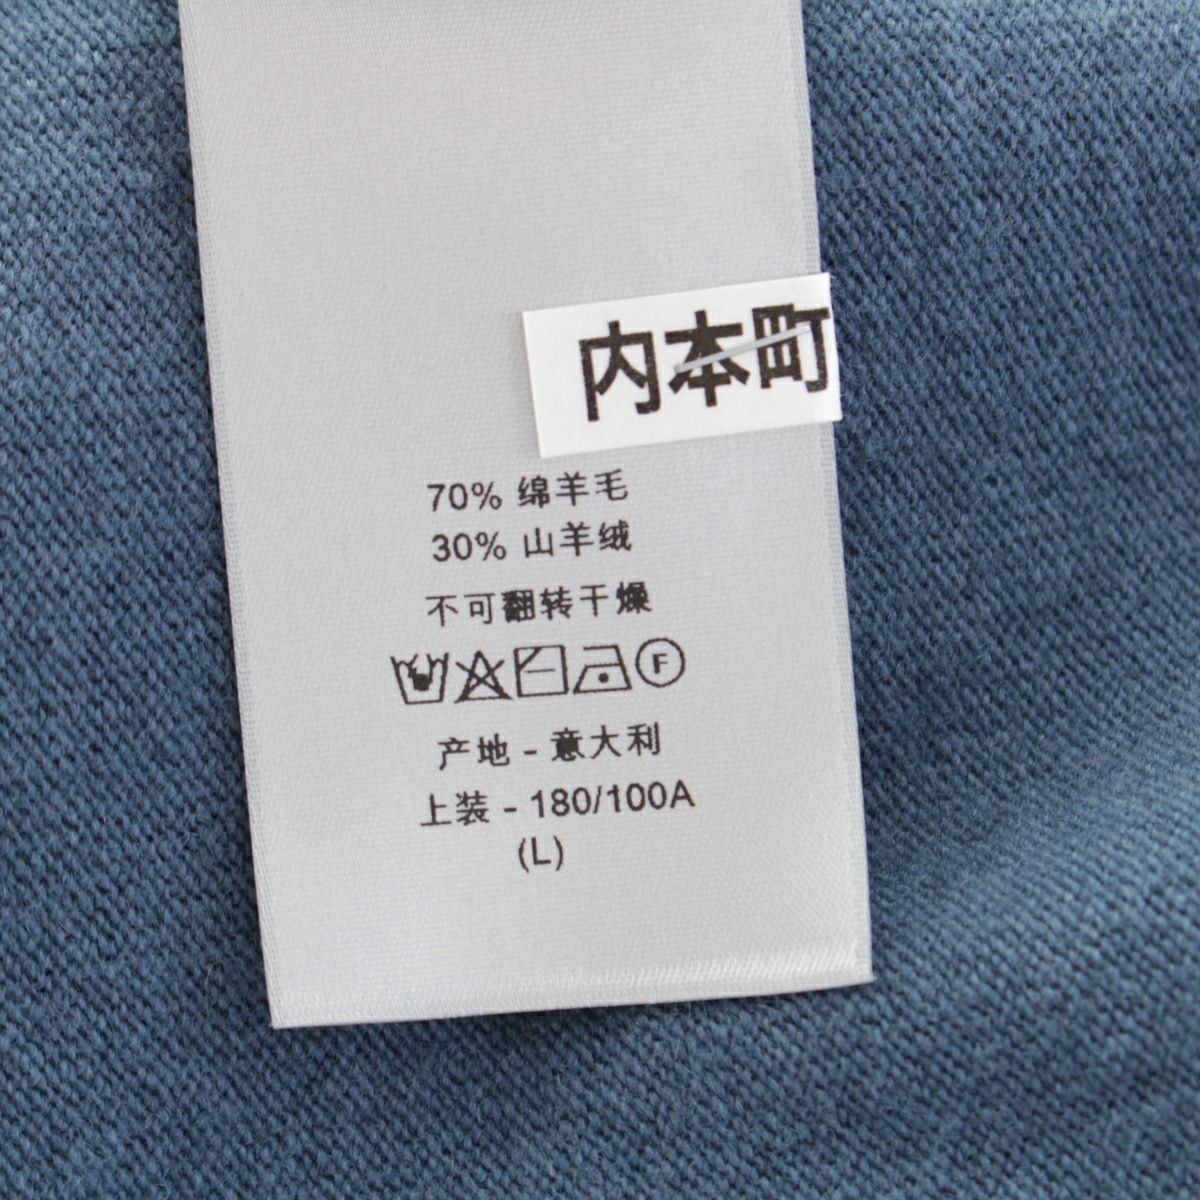 内本町
70% 绵羊毛
30% 山羊绒
不可翻转干燥
F
产地 - 意大利
上装 - 180/100A
(L)